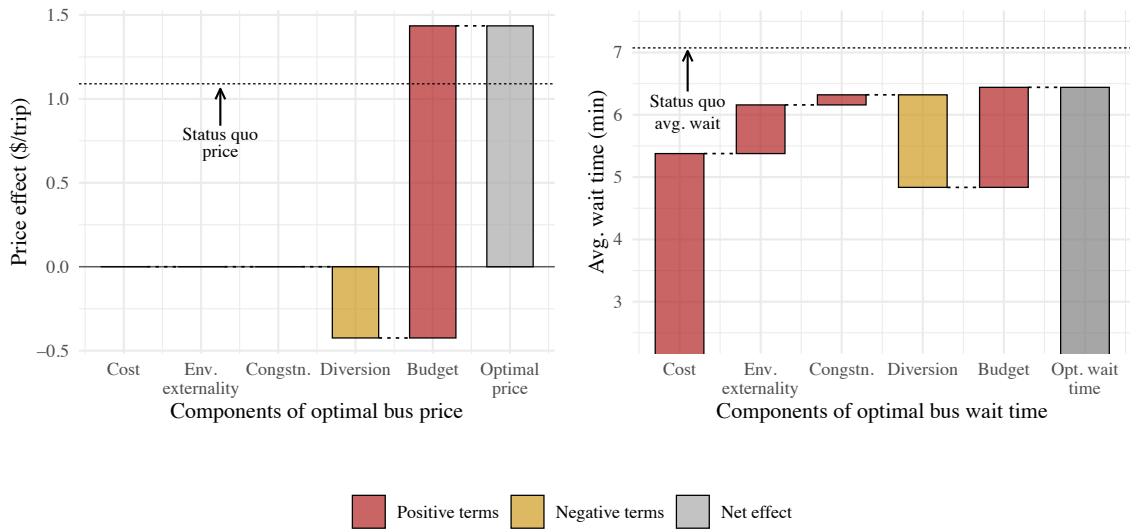 Price effect ($/trip)
1.5
1.0
0.5
0.0
−0.5
Status quo
price
Cost
Env.
externality
Congstn.
Diversion
Budget
Optimal
price
Components of optimal bus price
Avg. wait time (min)
7
6
5
4
3
Status quo
avg. wait
Cost
Env.
externality
Congstn.
Diversion
Budget
Opt. wait
time
Components of optimal bus wait time
Positive terms
Negative terms
Net effect